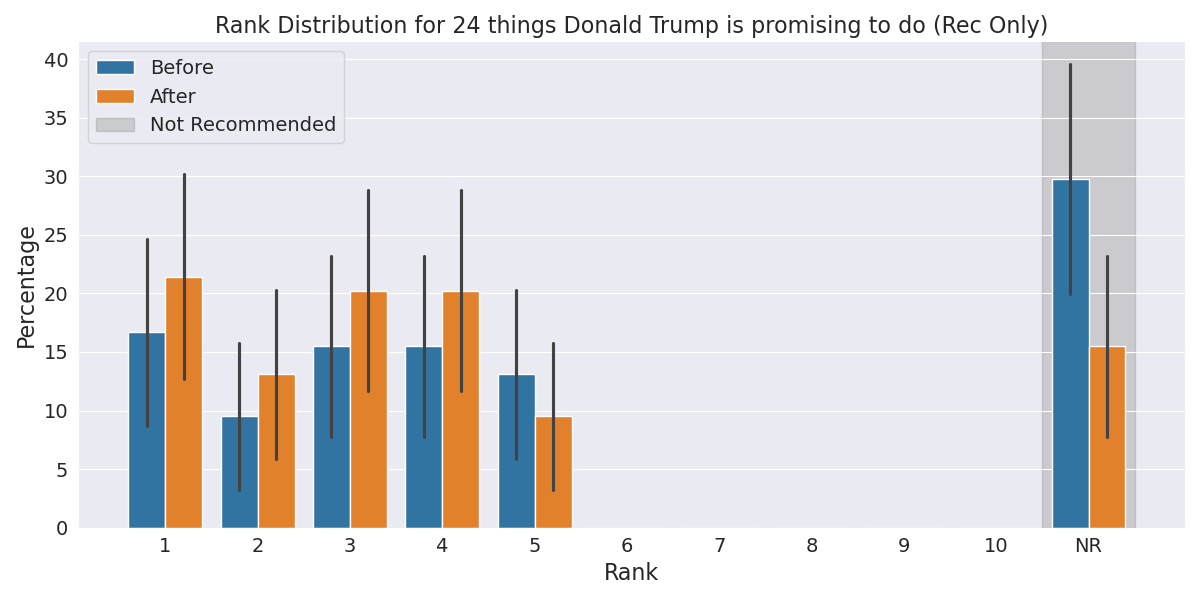 Rank Distribution for 24 things Donald Trump is promising to do (Rec Only)
Before
After
Not Recommended
40
35
30
25
20
15
10
5
0
Percentage
1 2 3 4 5 6 7 8 9 10 NR
Rank